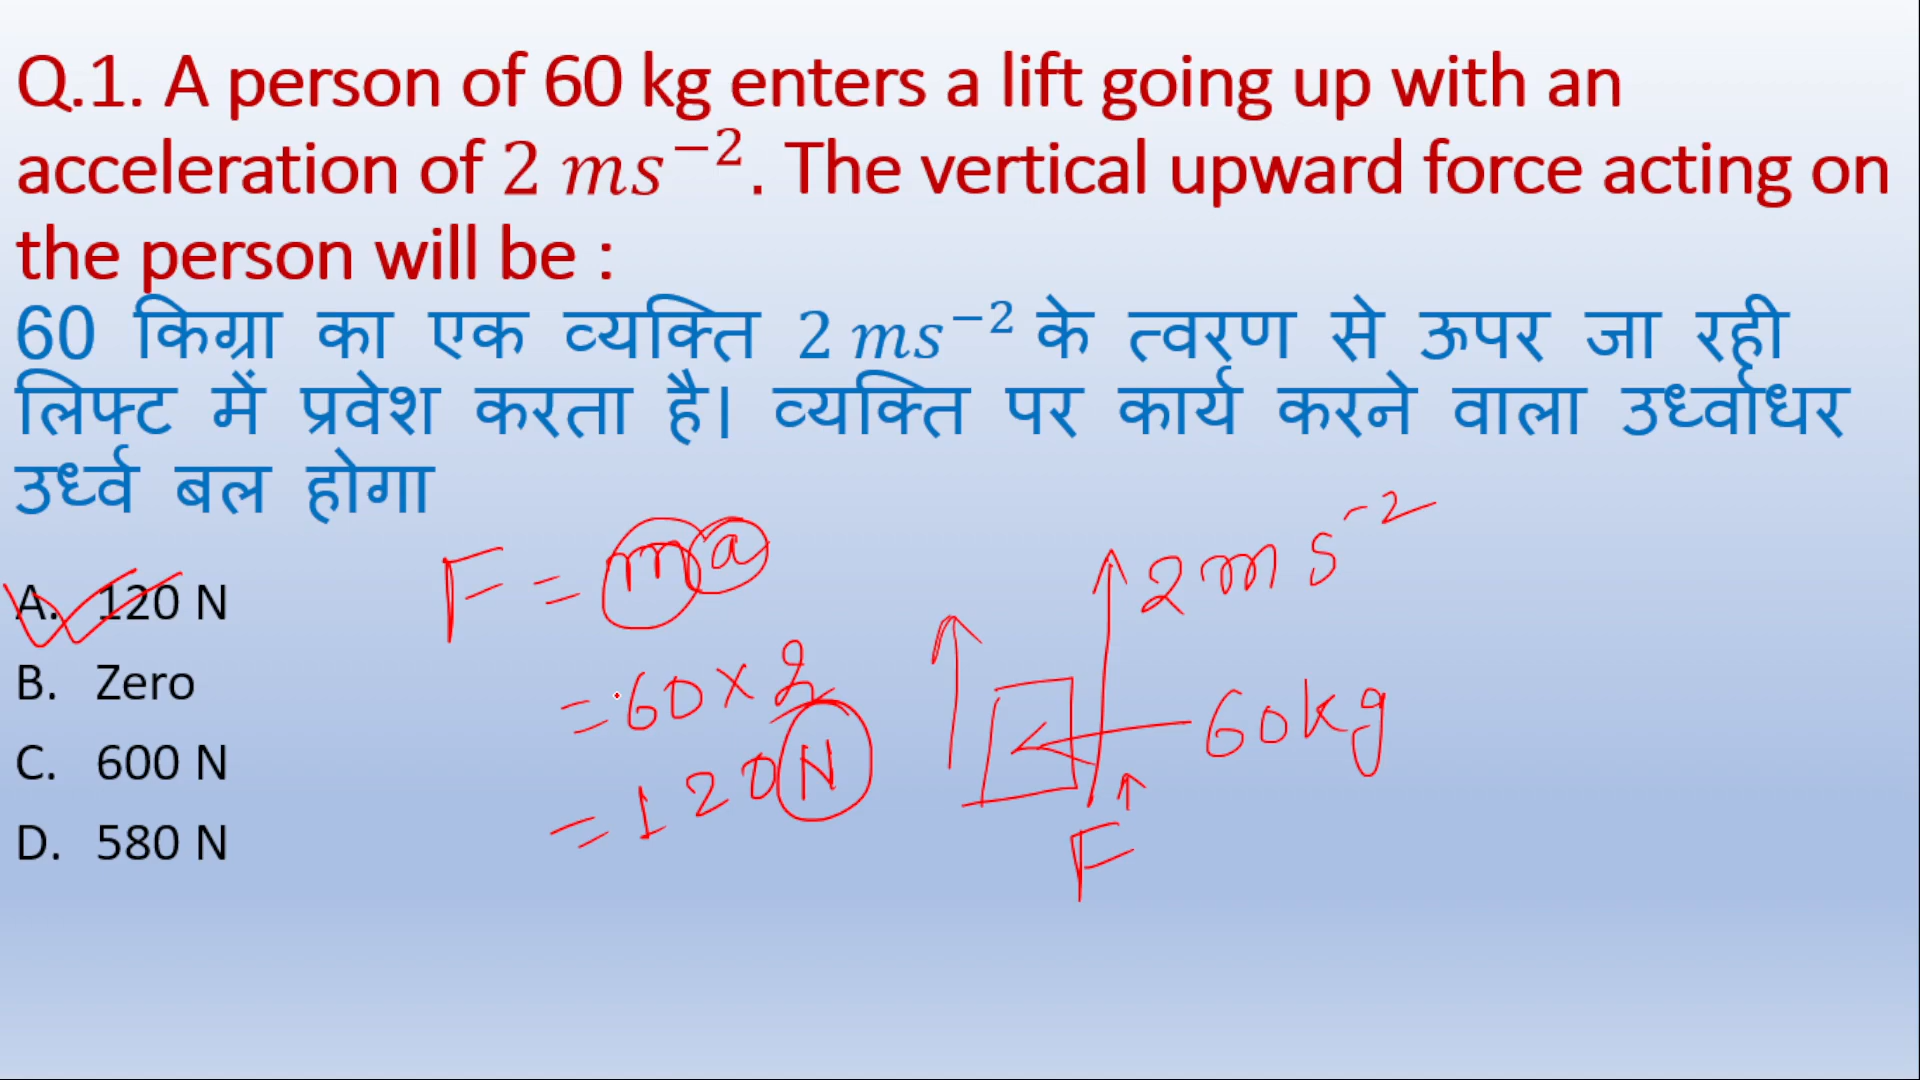 Q.1. A person of 60 kg enters a lift going up with an
acceleration of 2 ms⁻². The vertical upward force acting on
the person will be :
60 किग्रा का एक व्यक्ति 2 ms⁻² के त्वरण से ऊपर जा रही
लिफ्ट में प्रवेश करता है। व्यक्ति पर कार्य करने वाला उर्ध्वाधर
उर्ध्व बल होगा
A. 120 N
B. Zero
C. 600 N
D. 580 N
F = ma
= 60 × 2
= 120 N
2 m s⁻²
60 kg
F